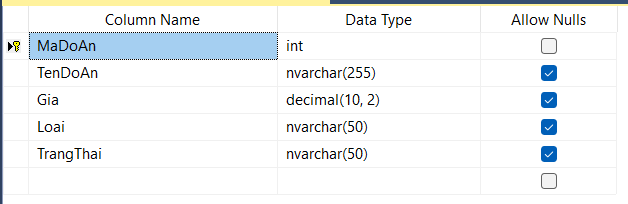 Column Name Data Type Allow Nulls
MaDoAn int
TenDoAn nvarchar(255)
Gia decimal(10, 2)
Loai nvarchar(50)
TrangThai nvarchar(50)